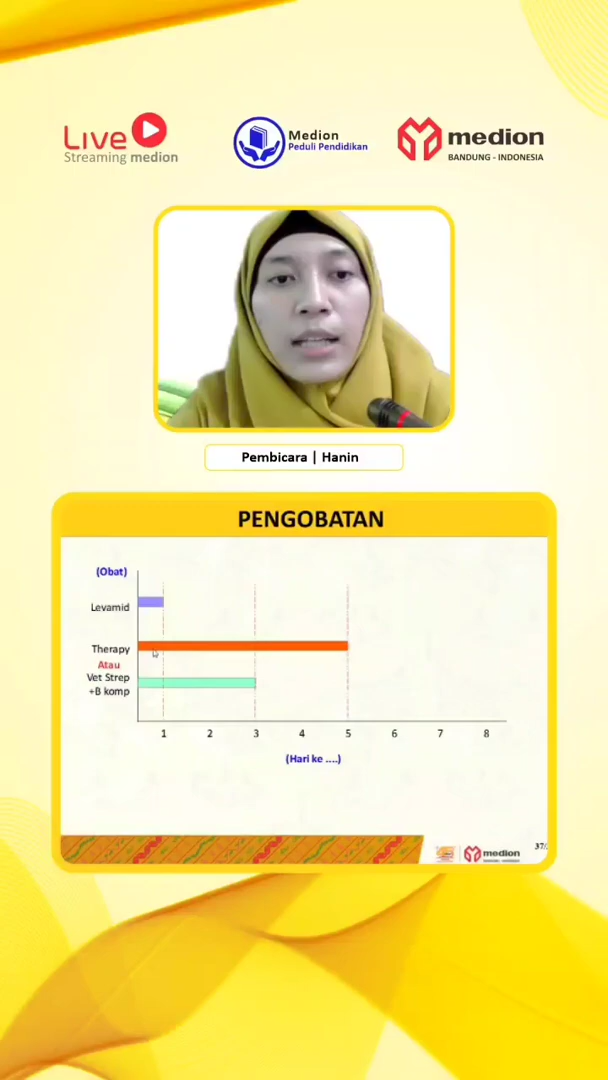 Live
Streaming medion
Medion
Peduli Pendidikan
medion
BANDUNG - INDONESIA
Pembicara | Hanin
PENGOBATAN
(Obat)
Levamid
Therapy
Atau
Vet Strep
+B komp
1 2 3 4 5 6 7 8
(Hari ke ....)
medion
37/